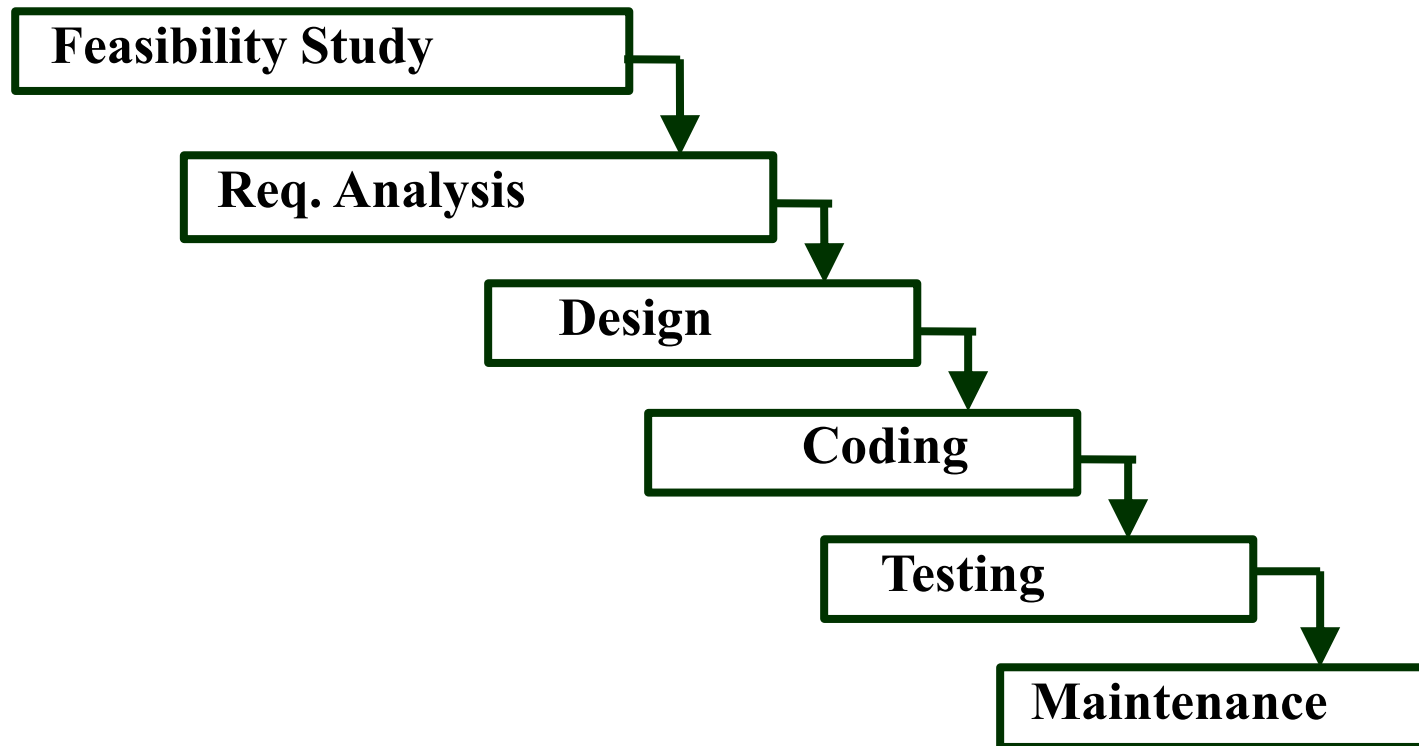 Feasibility Study
Req. Analysis
Design
Coding
Testing
Maintenance